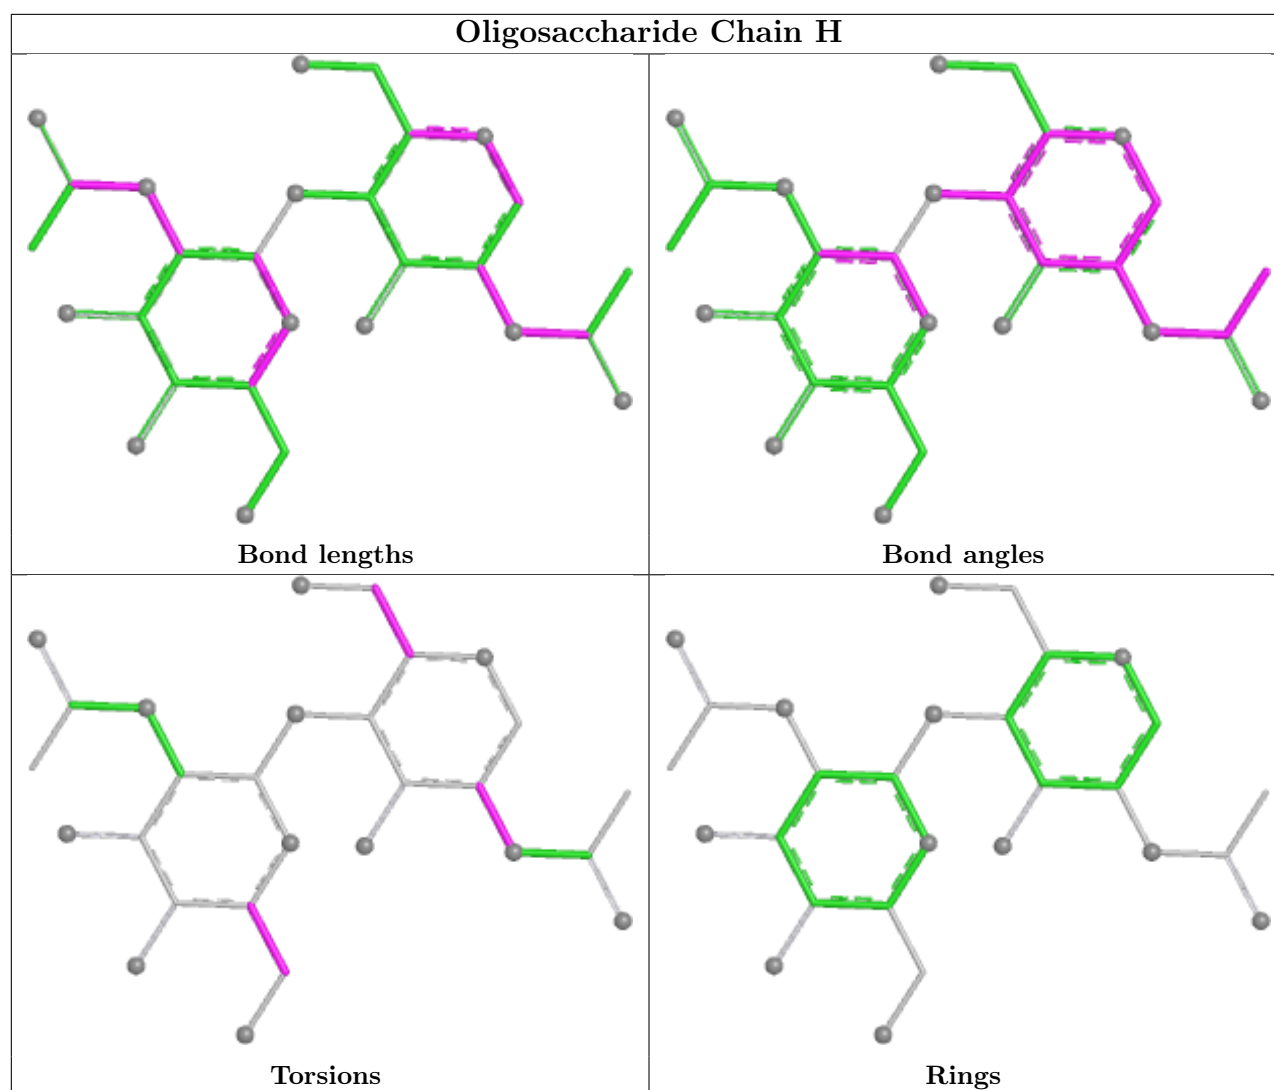 Oligosaccharide Chain H
Bond lengths
Bond angles
Torsions
Rings